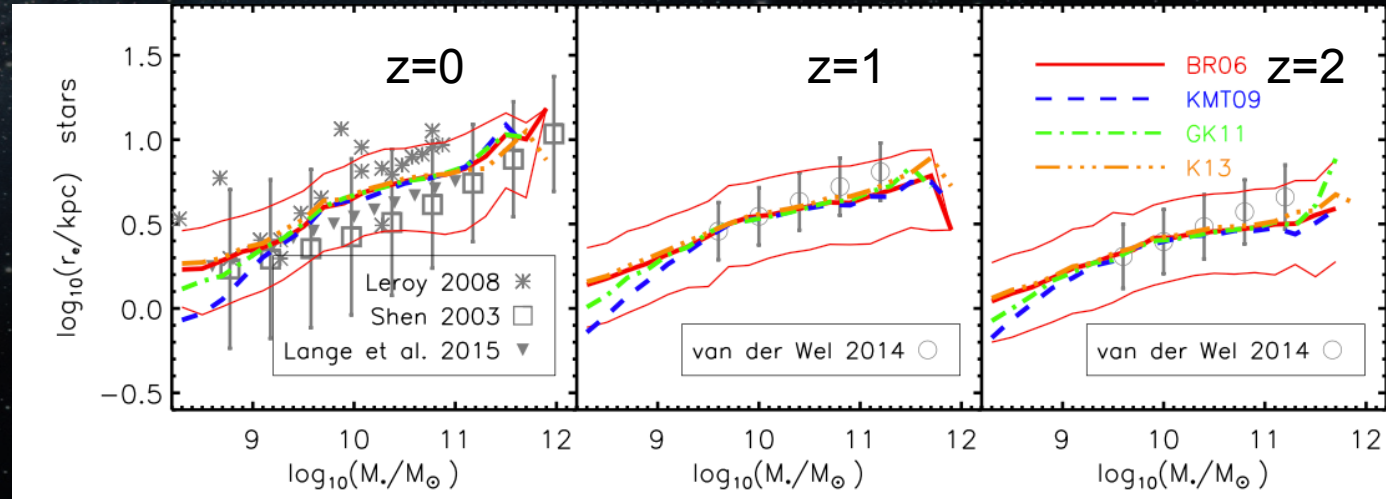 log₁₀(rₑ/kpc) stars
1.5
1.0
0.5
0.0
−0.5
z=0
Leroy 2008
Shen 2003
Lange et al. 2015
9 10 11 12
log₁₀(M*/M⊙)
z=1
van der Wel 2014
9 10 11 12
log₁₀(M*/M⊙)
z=2
BR06
KMT09
GK11
K13
van der Wel 2014
9 10 11 12
log₁₀(M*/M⊙)